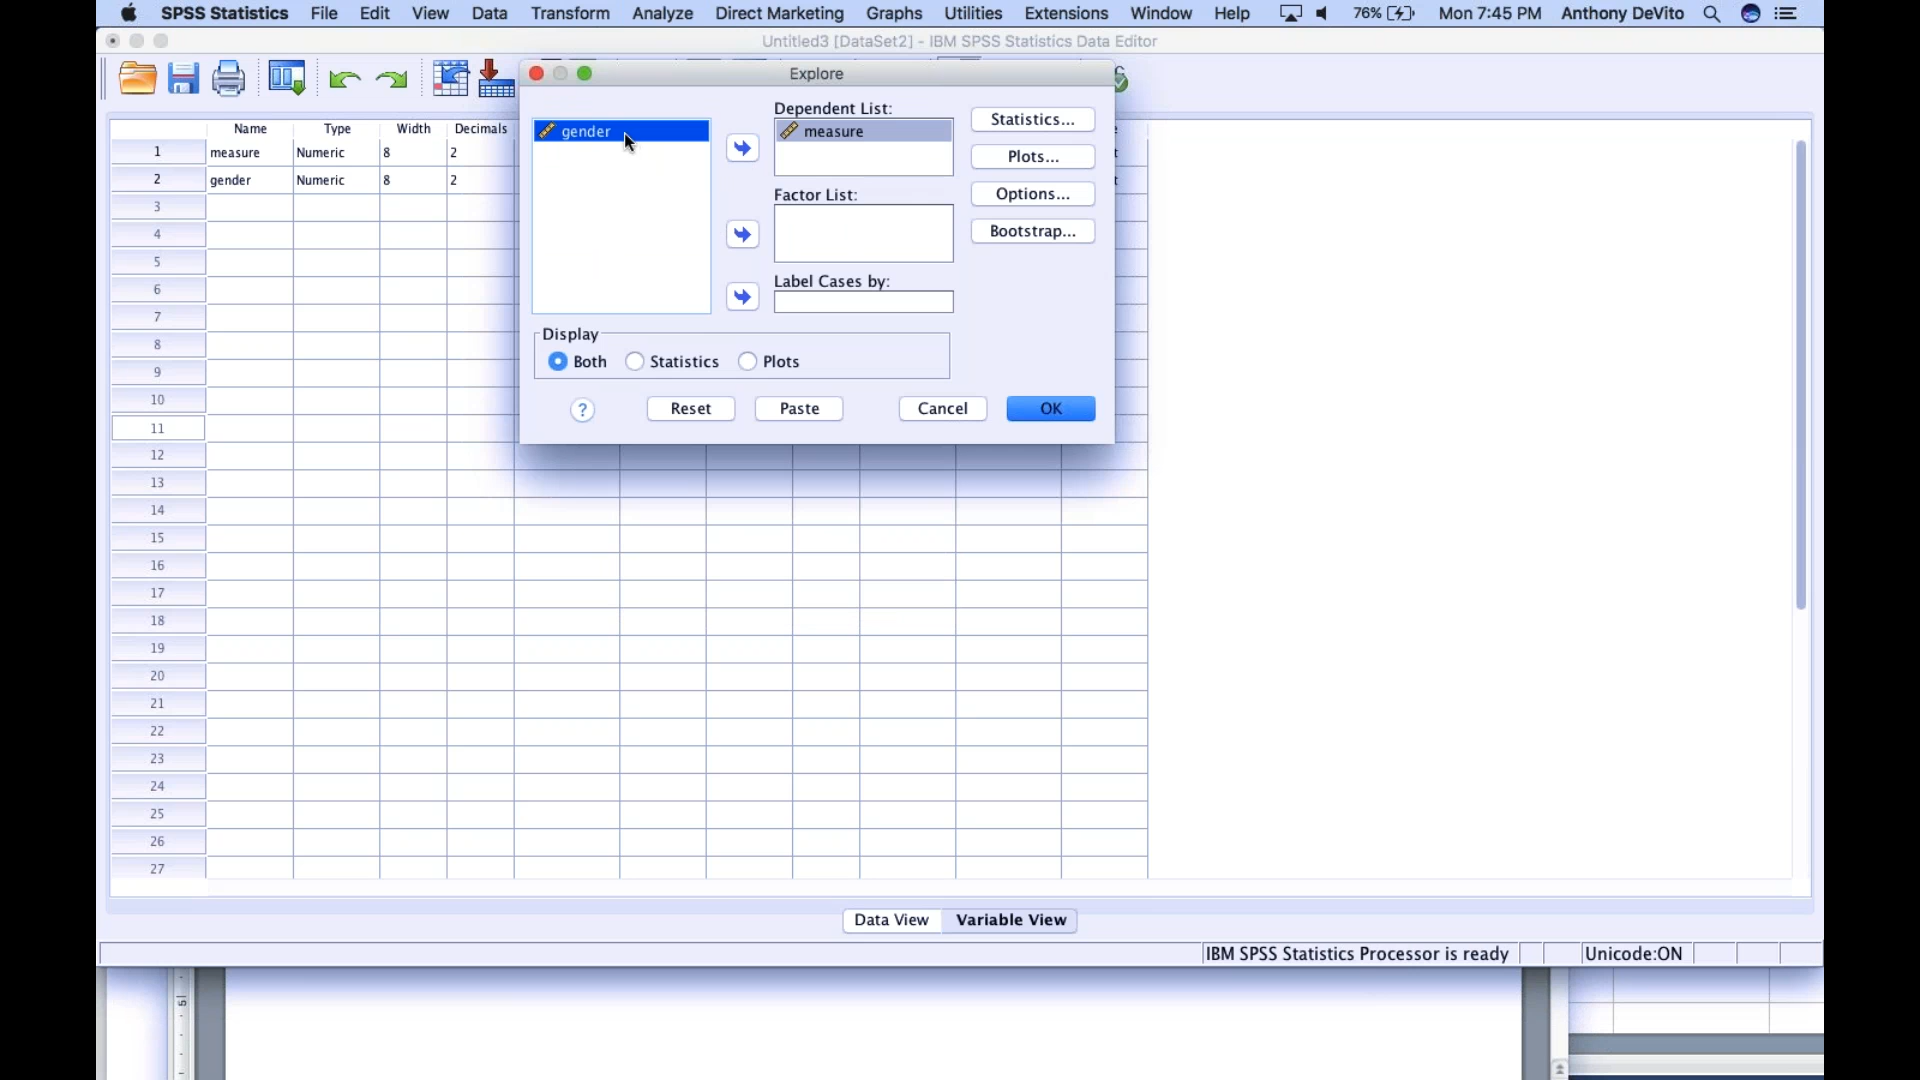 SPSS Statistics File Edit View Data Transform Analyze Direct Marketing Graphs Utilities Extensions Window Help 76% Mon 7:45 PM Anthony DeVito
Untitled3 [DataSet2] - IBM SPSS Statistics Data Editor
Explore
Dependent List:
gender
measure
Statistics...
Plots...
Factor List:
Options...
Bootstrap...
Label Cases by:
Display
Both Statistics Plots
? Reset Paste Cancel OK
Name Type Width Decimals
1 measure Numeric 8 2
2 gender Numeric 8 2
3
4
5
6
7
8
9
10
11
12
13
14
15
16
17
18
19
20
21
22
23
24
25
26
27
Data View Variable View
IBM SPSS Statistics Processor is ready Unicode:ON
5